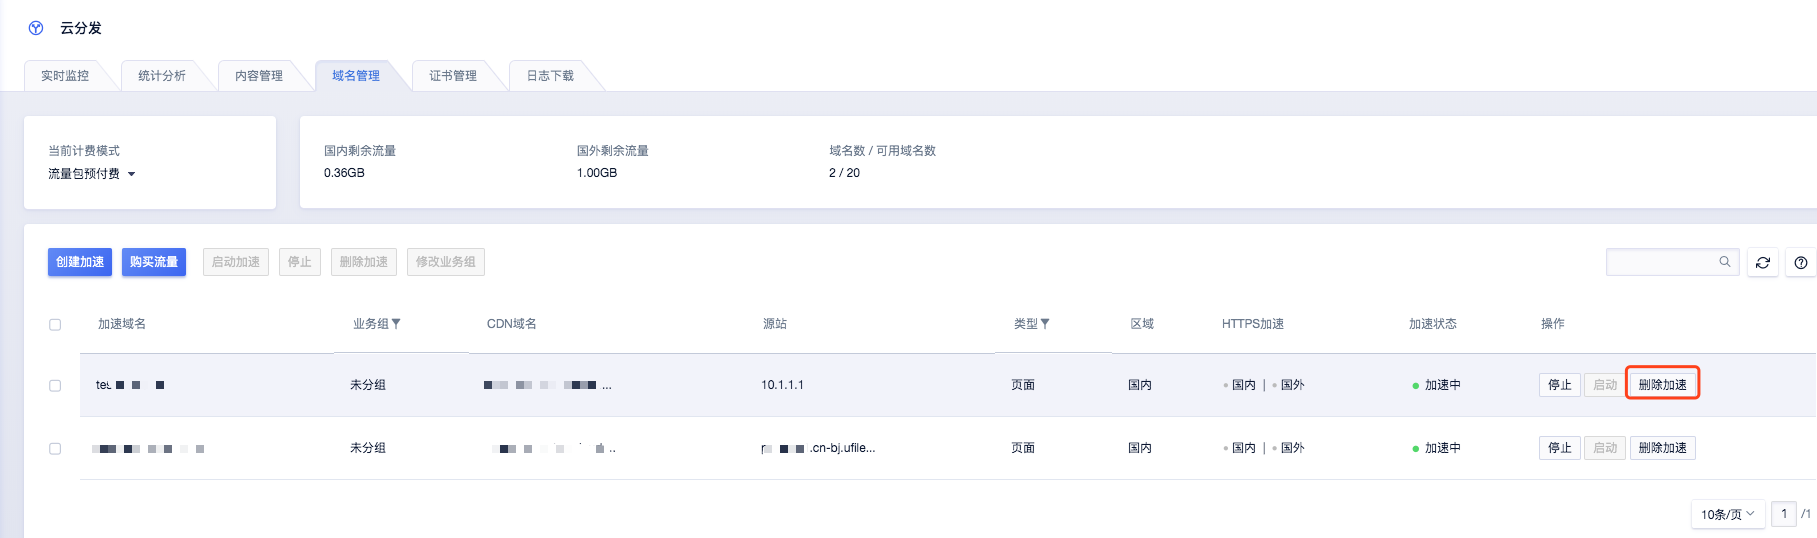 云分发
实时监控 统计分析 内容管理 域名管理 证书管理 日志下载
当前计费模式 国内剩余流量 国外剩余流量 域名数 / 可用域名数
流量包预付费 0.36GB 1.00GB 2 / 20
创建加速 购买流量 启动加速 停止 删除加速 修改业务组
加速域名 业务组 CDN域名 源站 类型 区域 HTTPS加速 加速状态 操作
... 未分组 ... 10.1.1.1 页面 国内 国内 | 国外 加速中 停止 启动 删除加速
未分组 .. .cn-bj.ufile... 页面 国内 国内 | 国外 加速中 停止 启动 删除加速
10条/页 1 /1